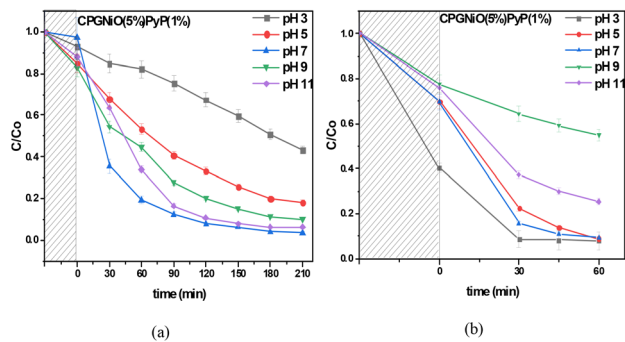 CPGNiO(5%)PyP(1%)
pH 3
pH 5
pH 7
pH 9
pH 11
C/Co
1.0
0.8
0.6
0.4
0.2
0.0
0 30 60 90 120 150 180 210
time (min)
(a)
CPGNiO(5%)PyP(1%)
pH 3
pH 5
pH 7
pH 9
pH 11
C/Co
1.0
0.8
0.6
0.4
0.2
0.0
0 30 60
time (min)
(b)